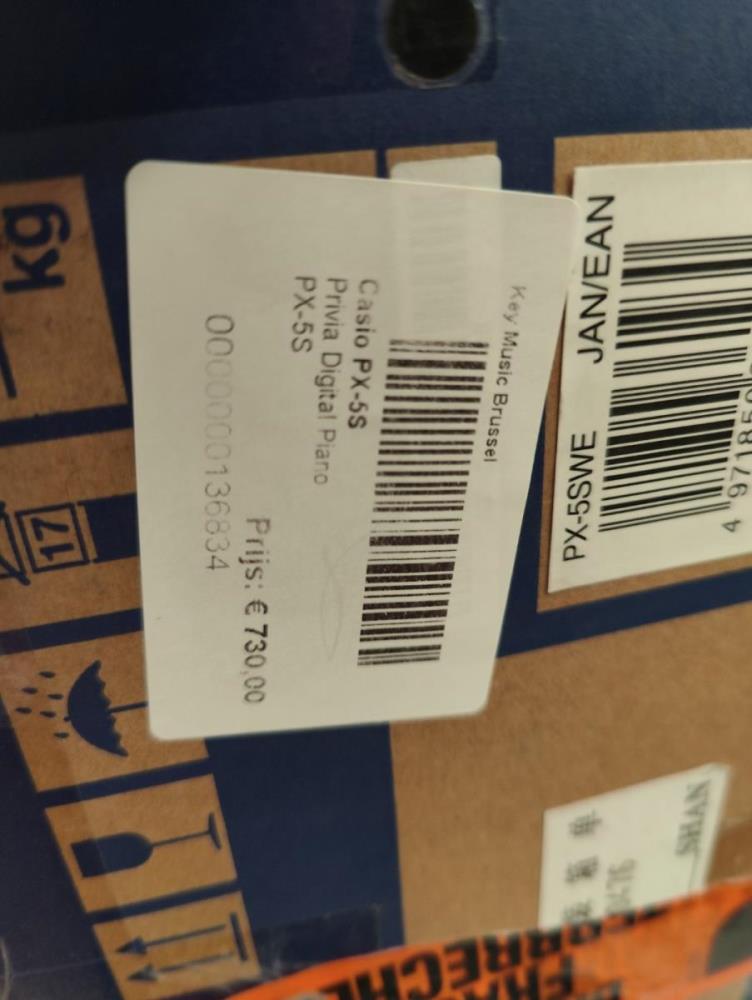 Key Music Brussel
Casio PX-5S
Privia Digital Piano
PX-5S
Prijs: € 730,00
0000000136834
JAN/EAN
PX-5SWE
kg
17
SHAN